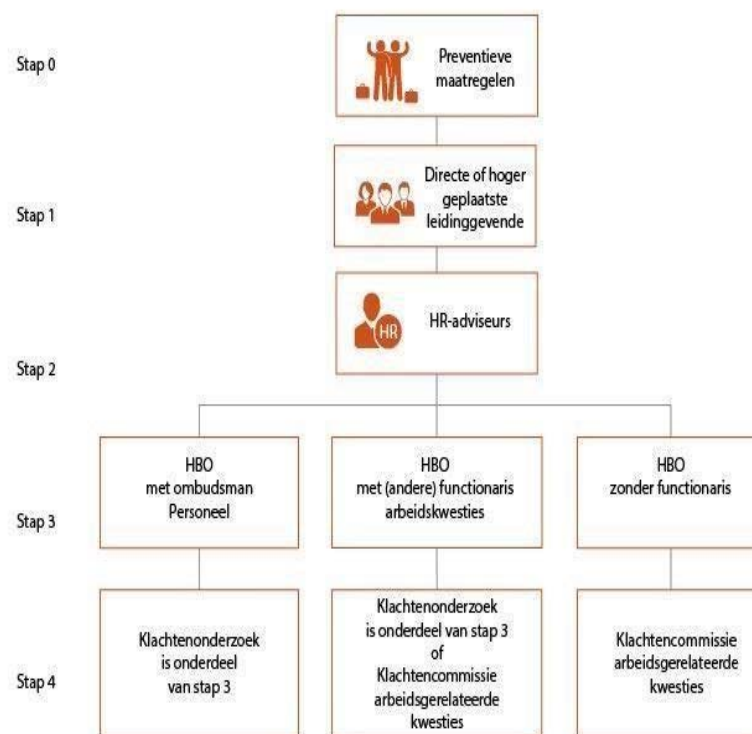 Stap 0
Preventieve
maatregelen
Stap 1
Directe of hoger
geplaatste
leidinggevende
HR
HR-adviseurs
Stap 2
Stap 3
HBO
met ombudsman
Personeel
HBO
met (andere) functionaris
arbeidskwesties
HBO
zonder functionaris
Stap 4
Klachtenonderzoek
is onderdeel
van stap 3
Klachtenonderzoek
is onderdeel van stap 3
of
Klachtencommissie
arbeidsgerelateerde
kwesties
Klachtencommissie
arbeidsgerelateerde
kwesties